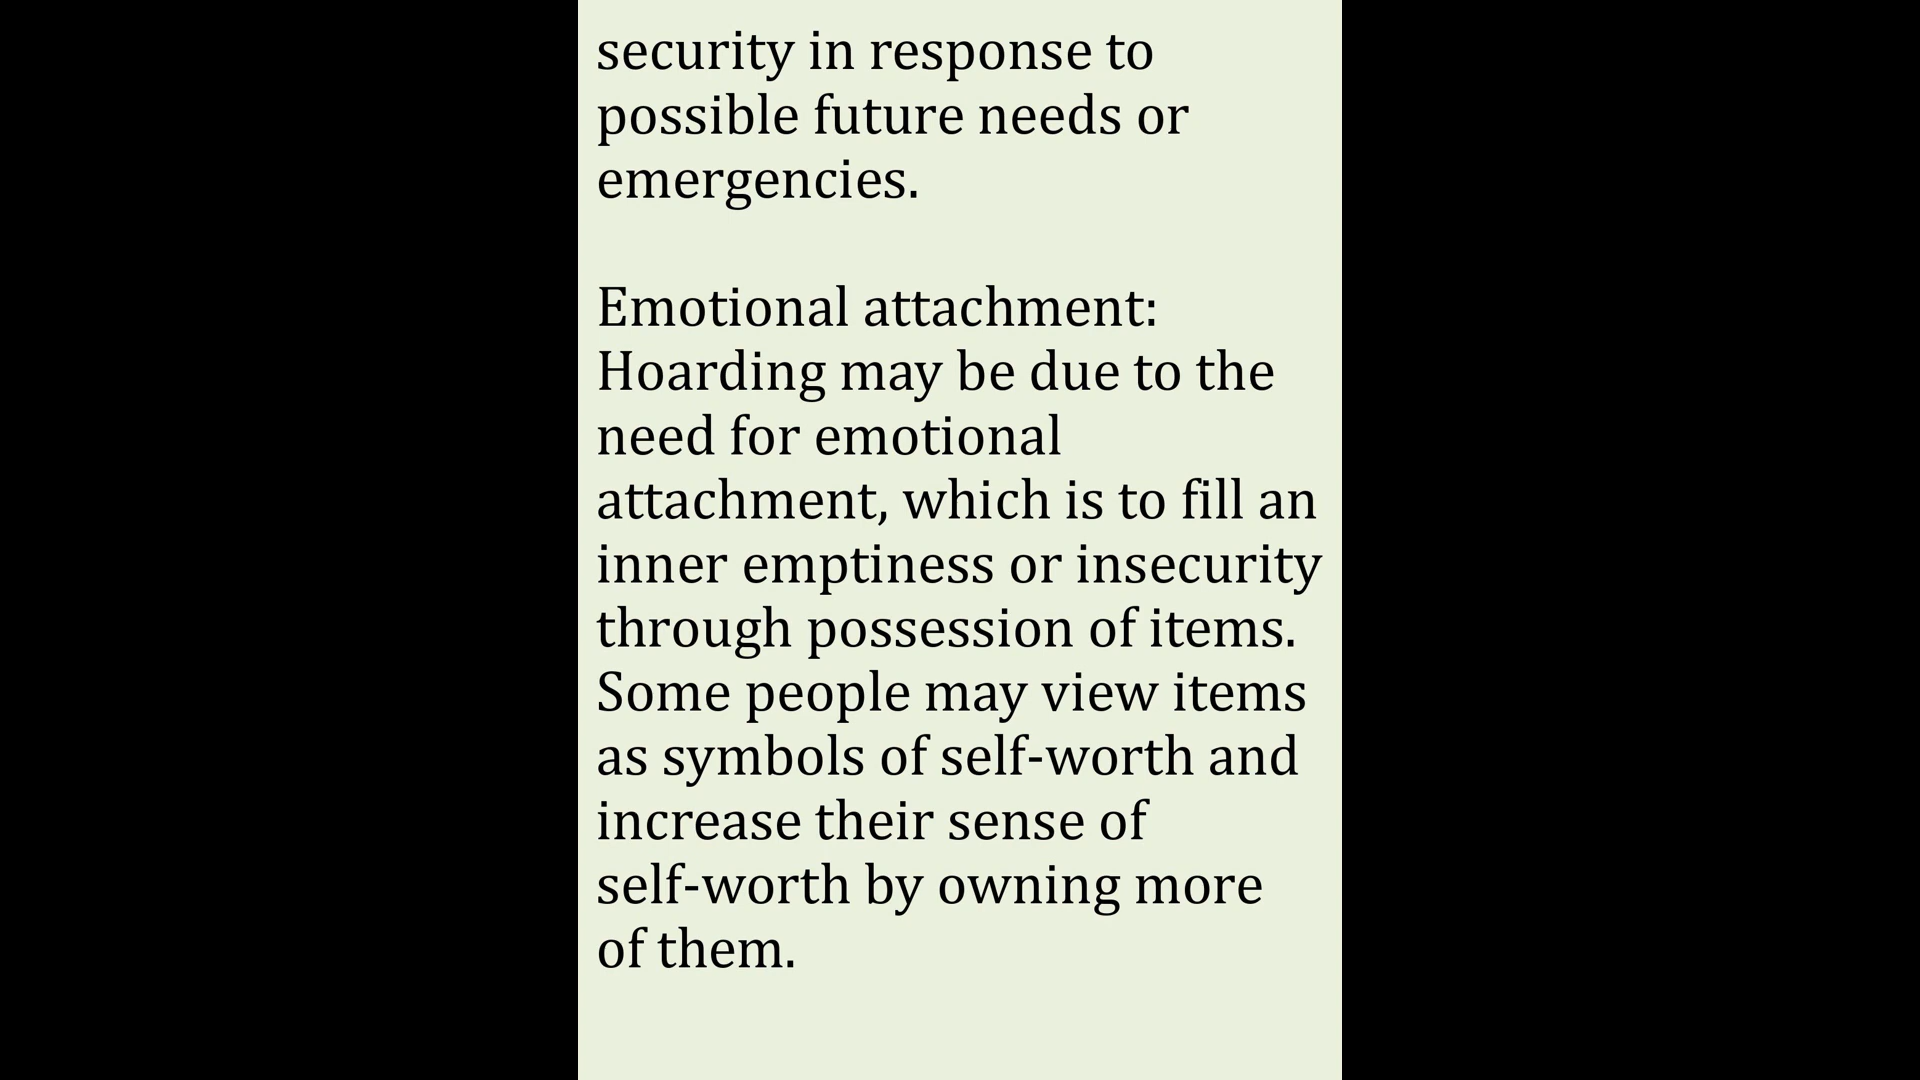 security in response to
possible future needs or
emergencies.
Emotional attachment:
Hoarding may be due to the
need for emotional
attachment, which is to fill an
inner emptiness or insecurity
through possession of items.
Some people may view items
as symbols of self-worth and
increase their sense of
self-worth by owning more
of them.